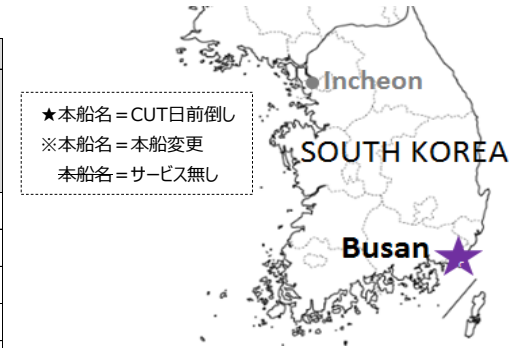 Incheon
★本船名＝CUT日前倒し
※本船名＝本船変更
本船名＝サービス無し
SOUTH KOREA
Busan